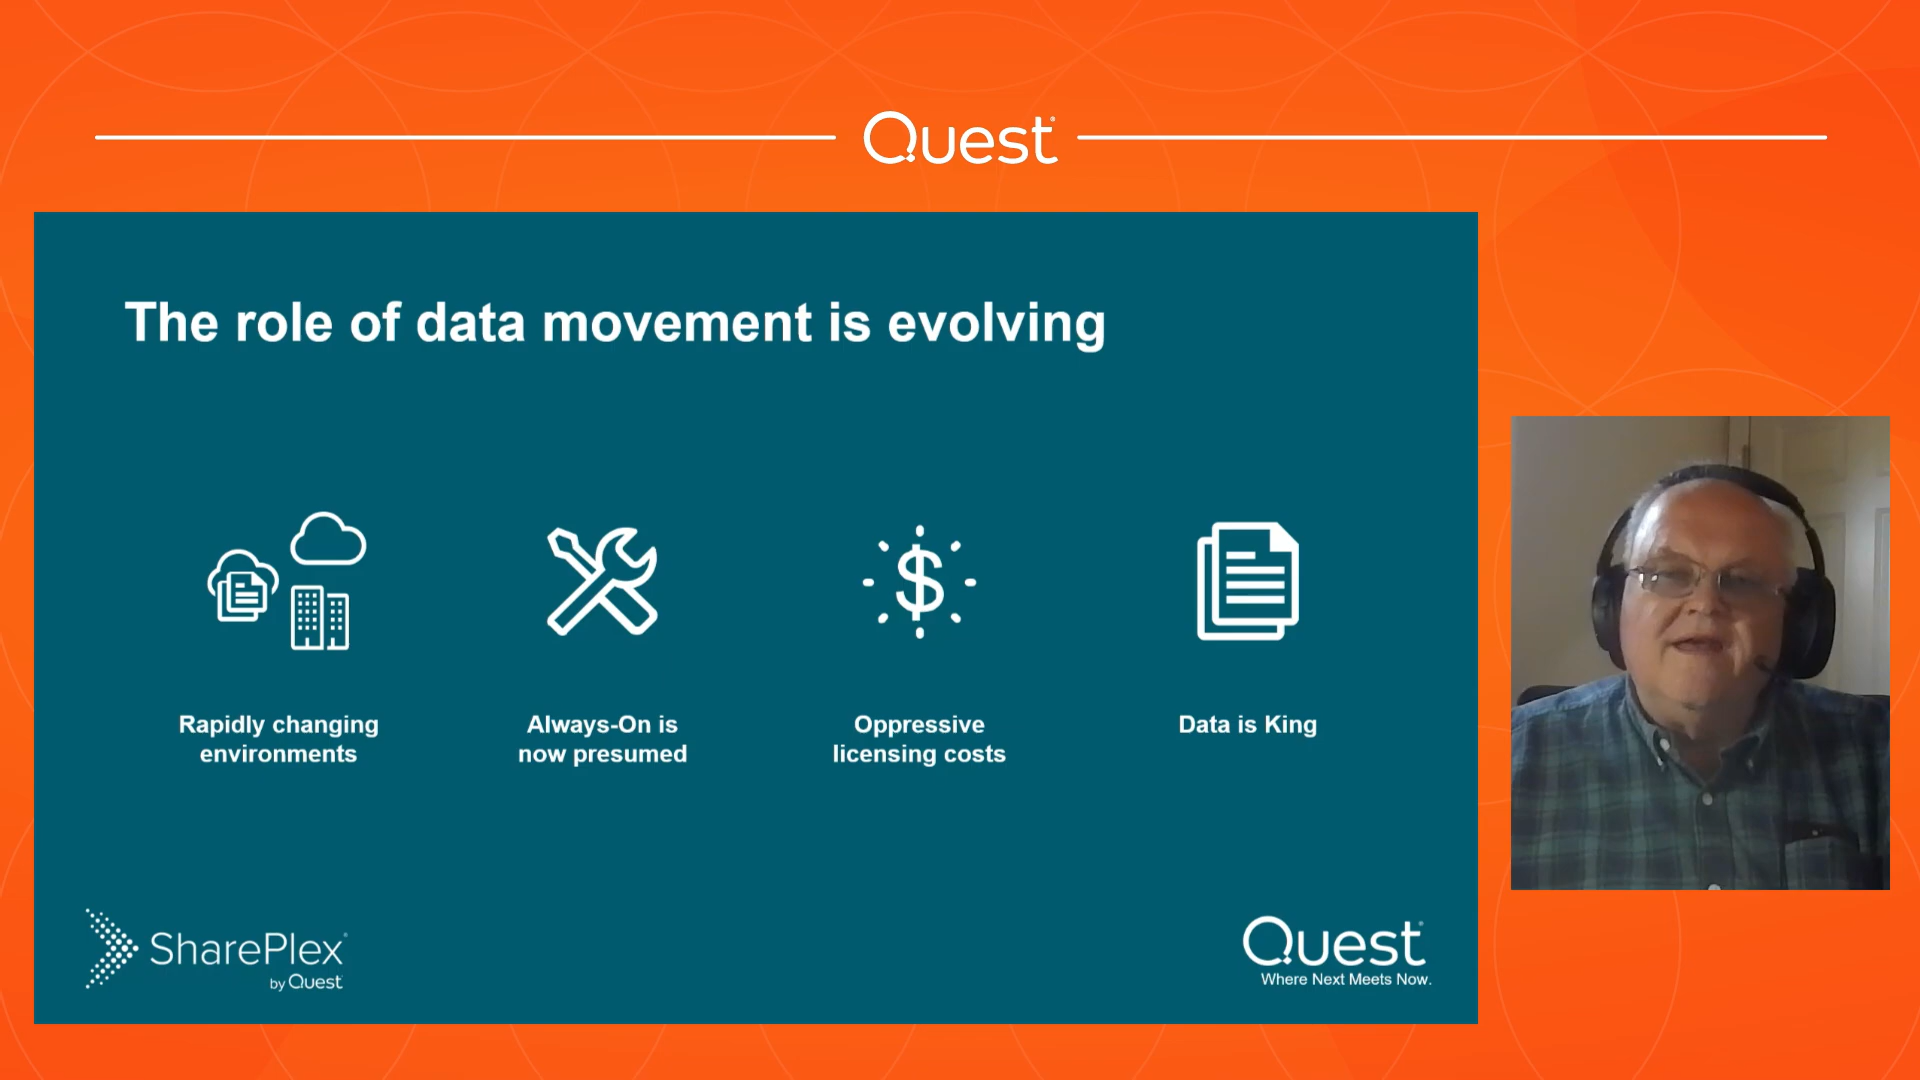 Quest
The role of data movement is evolving
Rapidly changing
environments
Always-On is
now presumed
Oppressive
licensing costs
Data is King
SharePlex
by Quest
Quest
Where Next Meets Now.